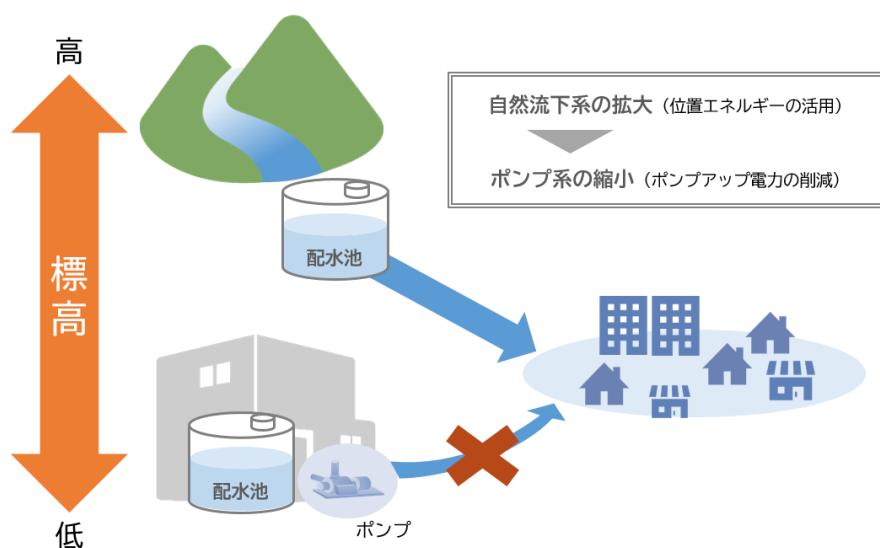 高
標高
低
自然流下系の拡大（位置エネルギーの活用）
ポンプ系の縮小（ポンプアップ電力の削減）
配水池
配水池
ポンプ